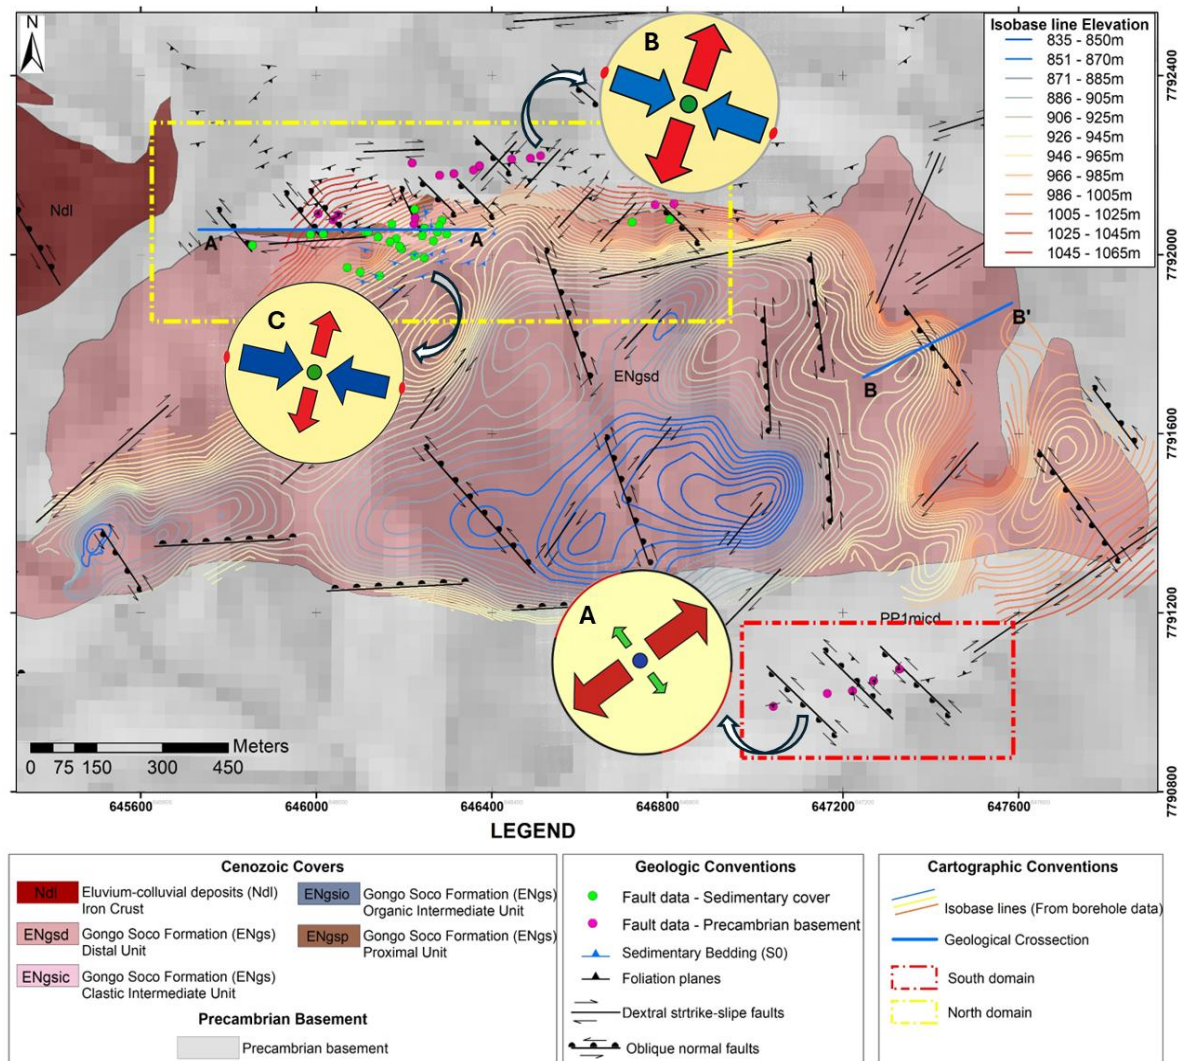 N
Isobase line Elevation
835 - 850m
851 - 870m
871 - 885m
886 - 905m
906 - 925m
926 - 945m
946 - 965m
966 - 985m
986 - 1005m
1005 - 1025m
1025 - 1045m
1045 - 1065m
B
7792400
Ndl
A
A
7792000
C
B'
ENgsd
B
7791600
A
7791200
PP1micd
Meters
0 75 150 300 450
7790800
645600 646000 646400 646800 647200 647600
LEGEND
Cenozoic Covers
Ndl Eluvium-colluvial deposits (Ndl)
Iron Crust
ENgsd Gongo Soco Formation (ENgs)
Distal Unit
ENgsic Gongo Soco Formation (ENgs)
Clastic Intermediate Unit
ENgsio Gongo Soco Formation (ENgs)
Organic Intermediate Unit
ENgsp Gongo Soco Formation (ENgs)
Proximal Unit
Precambrian Basement
Precambrian basement
Geologic Conventions
Fault data - Sedimentary cover
Fault data - Precambrian basement
Sedimentary Bedding (S0)
Foliation planes
Dextral strtrike-slipe faults
Oblique normal faults
Cartographic Conventions
Isobase lines (From borehole data)
Geological Crossection
South domain
North domain